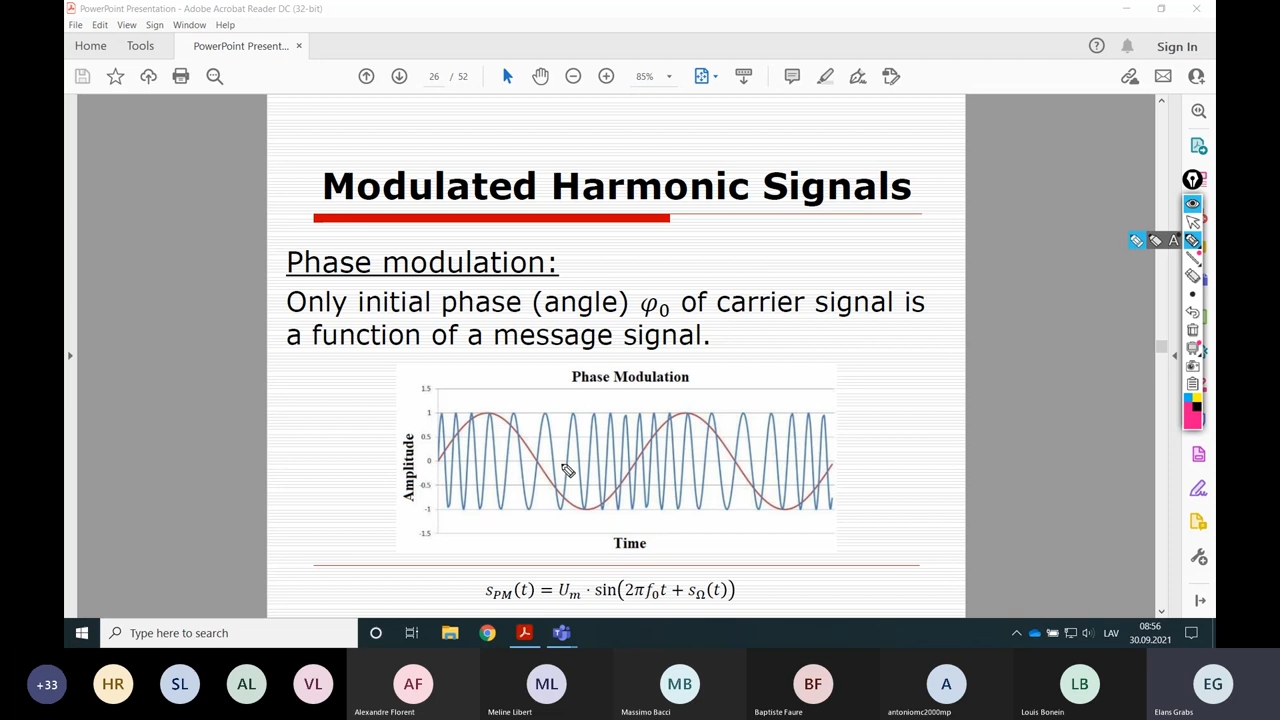 PowerPoint Presentation - Adobe Acrobat Reader DC (32-bit)
File Edit View Sign Window Help
Home Tools PowerPoint Present... × Sign In
26 / 52 85%
Modulated Harmonic Signals
Phase modulation:
Only initial phase (angle) φ₀ of carrier signal is
a function of a message signal.
Phase Modulation
1.5
1
0.5
0
-0.5
-1
-1.5
Amplitude
Time
s_PM(t) = U_m · sin(2πf₀t + s_Ω(t))
A
Type here to search
LAV
08:56
30.09.2021
+33 HR SL AL VL AF ML MB BF A LB EG
Alexandre Florent Meline Libert Massimo Bacci Baptiste Faure antoniomc2000mp Louis Bonein Elans Grabs